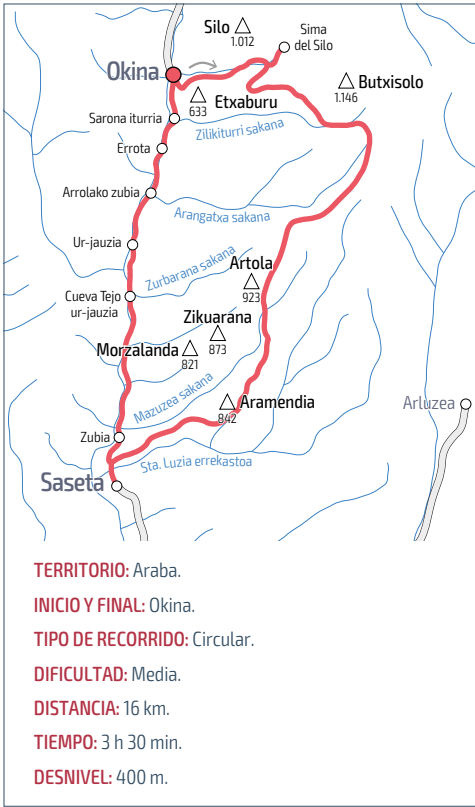 Silo
1.012
Sima
del Silo
Okina
Butxisolo
1.146
Etxaburu
633
Sarona iturria
Zilikiturri sakana
Errota
Arrolako zubia
Arangatxa sakana
Ur-jauzia
Zurbarana sakana
Artola
923
Cueva Tejo
ur-jauzia
Zikuarana
873
Morzalanda
821
Mazuzea sakana
Aramendia
842
Arluzea
Zubia
Sta. Luzia errekastoa
Saseta
TERRITORIO: Araba.
INICIO Y FINAL: Okina.
TIPO DE RECORRIDO: Circular.
DIFICULTAD: Media.
DISTANCIA: 16 km.
TIEMPO: 3 h 30 min.
DESNIVEL: 400 m.